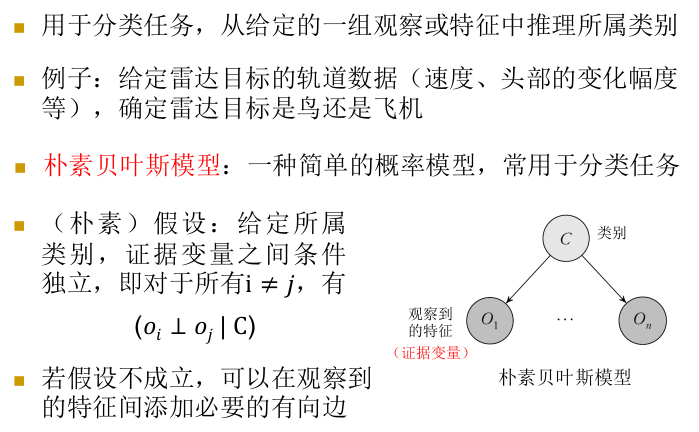 用于分类任务，从给定的一组观察或特征中推理所属类别
例子：给定雷达目标的轨道数据（速度、头部的变化幅度
等），确定雷达目标是鸟还是飞机
朴素贝叶斯模型：一种简单的概率模型，常用于分类任务
（朴素）假设：给定所属
类别，证据变量之间条件
独立，即对于所有i ≠ j，有
(o_i ⊥ o_j | C)
若假设不成立，可以在观察到
的特征间添加必要的有向边
C
类别
观察到
的特征
（证据变量）
O_1
…
O_n
朴素贝叶斯模型